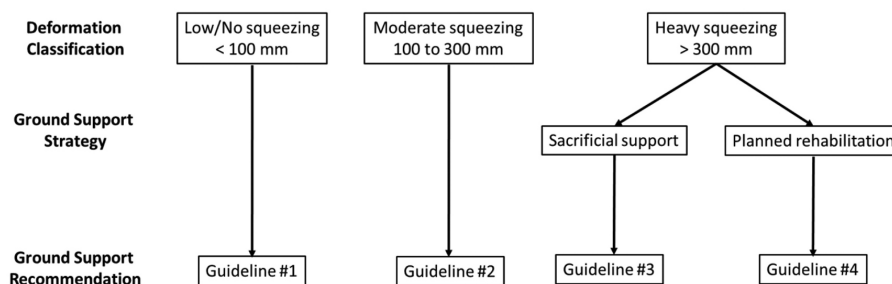 Deformation
Classification
Low/No squeezing
< 100 mm
Moderate squeezing
100 to 300 mm
Heavy squeezing
> 300 mm
Ground Support
Strategy
Sacrificial support
Planned rehabilitation
Ground Support
Recommendation
Guideline #1
Guideline #2
Guideline #3
Guideline #4